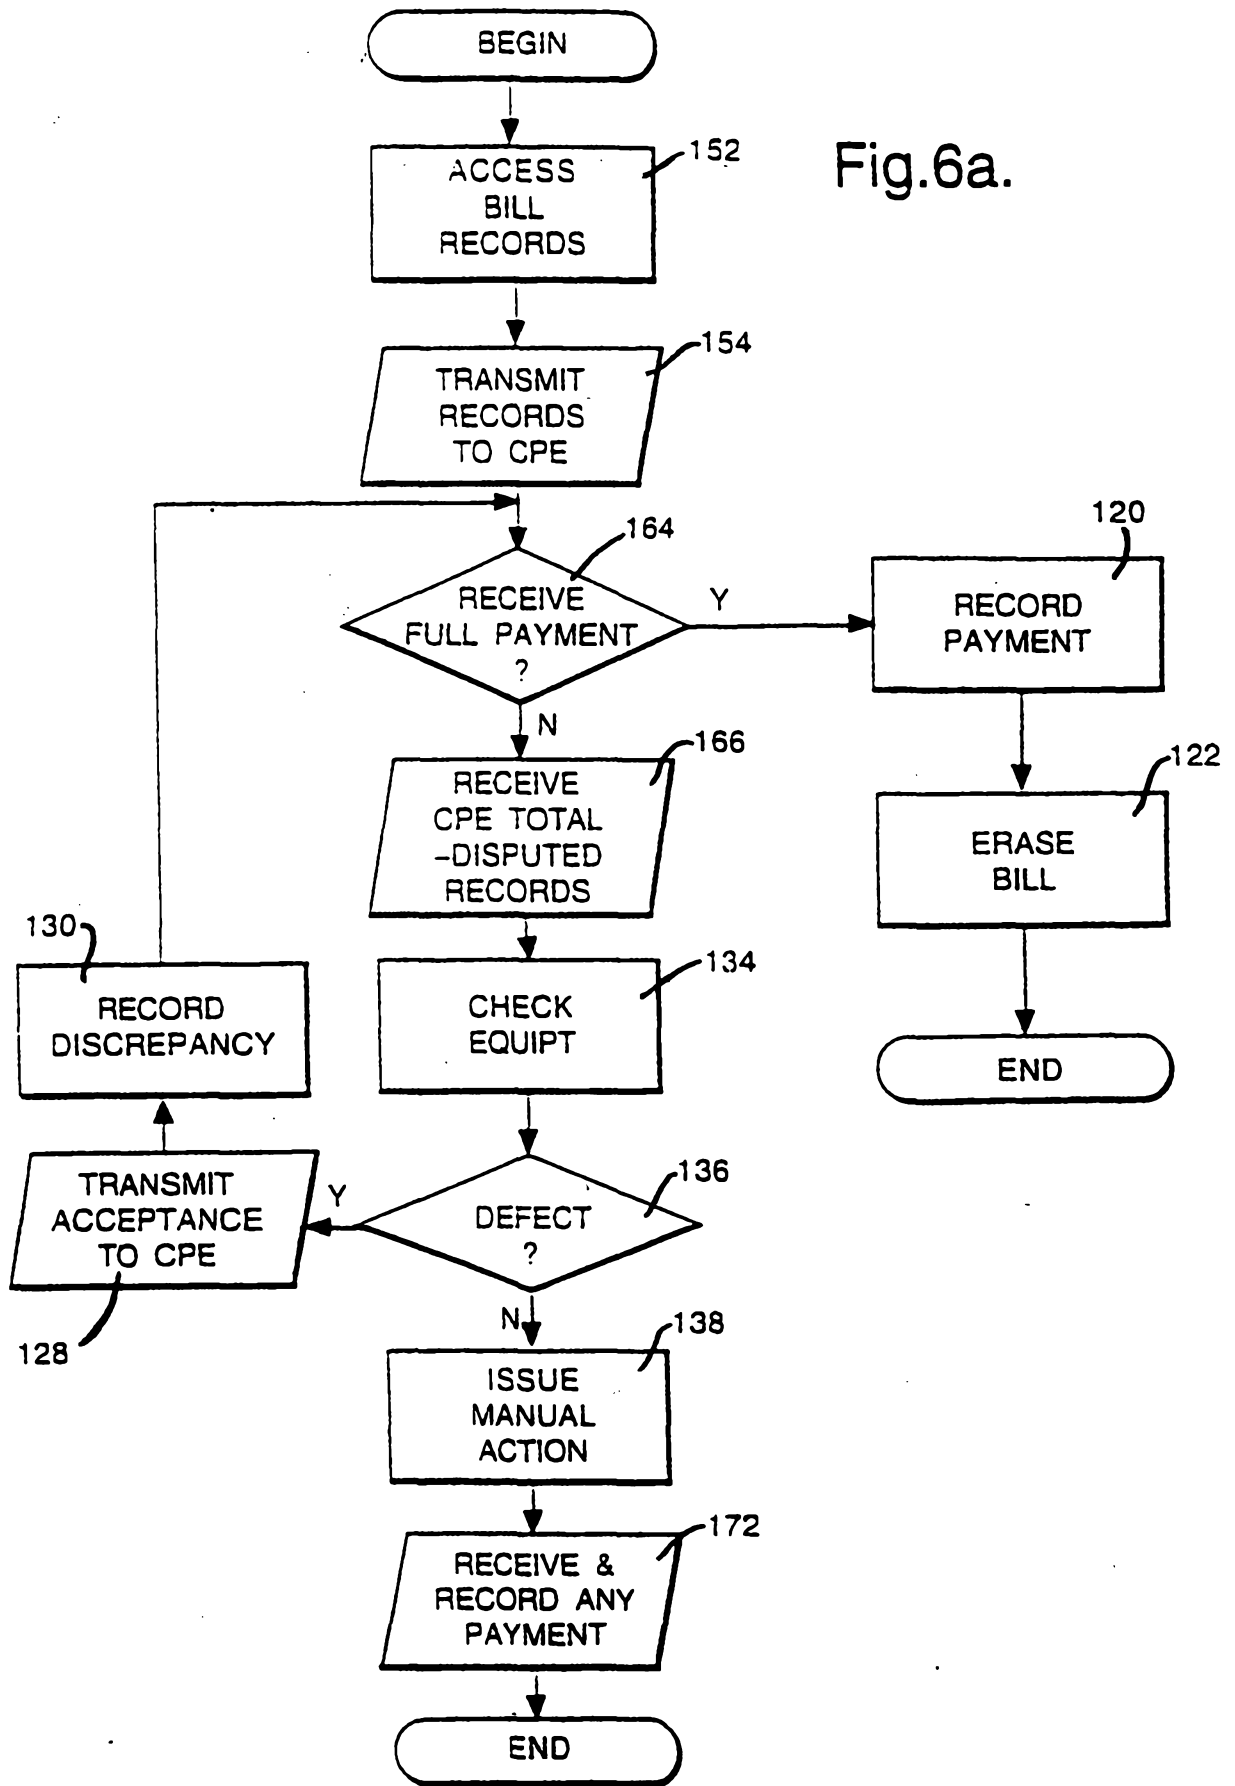 BEGIN
Fig.6a.
152
ACCESS
BILL
RECORDS
154
TRANSMIT
RECORDS
TO CPE
164
RECEIVE
FULL PAYMENT
?
Y
N
120
RECORD
PAYMENT
122
ERASE
BILL
END
166
RECEIVE
CPE TOTAL
-DISPUTED
RECORDS
134
CHECK
EQUIPT
130
RECORD
DISCREPANCY
136
DEFECT
?
Y
N
TRANSMIT
ACCEPTANCE
TO CPE
128
138
ISSUE
MANUAL
ACTION
172
RECEIVE &
RECORD ANY
PAYMENT
END